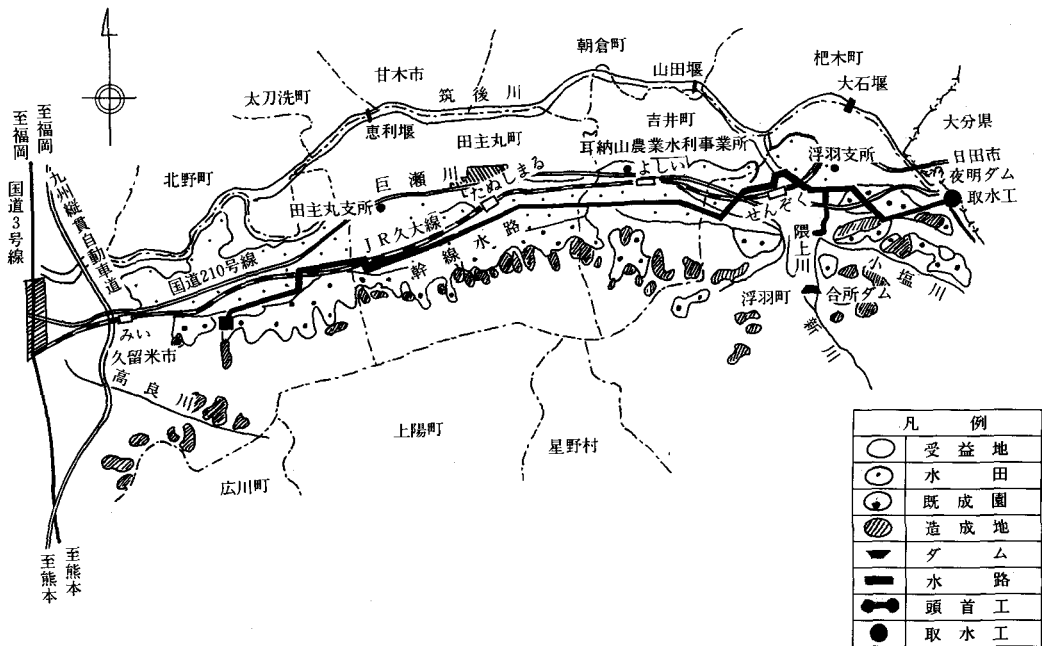 朝倉町
杷木町
甘木市
山田堰
大石堰
太刀洗町
筑後川
恵利堰
田主丸町
吉井町
大分県
耳納山農業水利事業所
浮羽支所
日田市
夜明ダム
取水工
北野町
巨瀬川
たぬしまる
よしい
せんぞく
田主丸支所
JR久大線
幹線水路
国道210号線
至福岡
至福岡
国道3号線
九州縦貫自動車道
隈上川
小塩川
浮羽町
合所ダム
新川
みい
久留米市
高良川
上陽町
星野村
広川町
至熊本
至熊本
凡例
受益地
水田
既成園
造成地
ダム
水路
頭首工
取水工